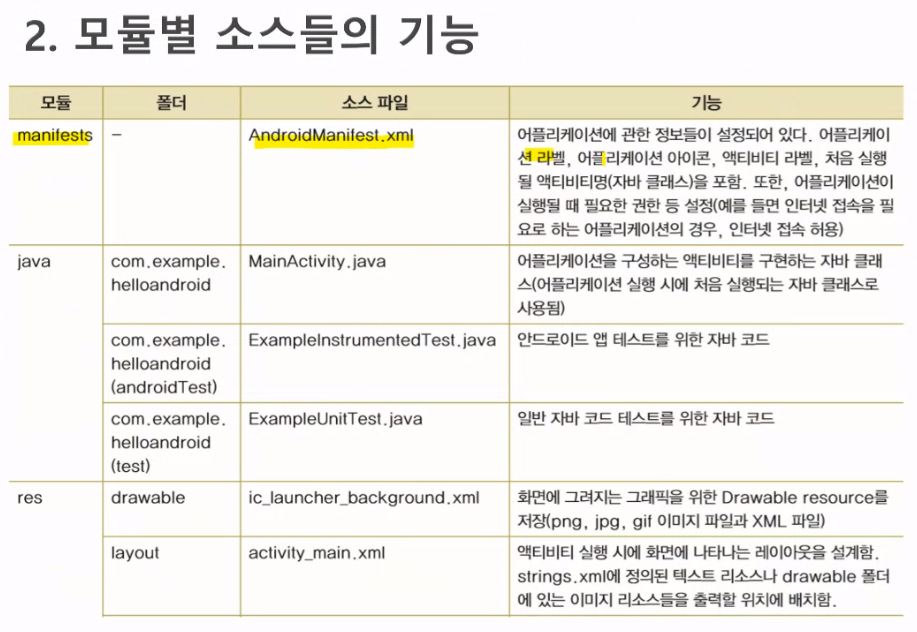 2. 모듈별 소스들의 기능
모듈 폴더 소스 파일 기능
manifests – AndroidManifest.xml 어플리케이션에 관한 정보들이 설정되어 있다. 어플리케이
션 라벨, 어플리케이션 아이콘, 액티비티 라벨, 처음 실행
될 액티비티명(자바 클래스)을 포함. 또한, 어플리케이션이
실행될 때 필요한 권한 등 설정(예를 들면 인터넷 접속을 필
요로 하는 어플리케이션의 경우, 인터넷 접속 허용)
java com.example. MainActivity.java 어플리케이션을 구성하는 액티비티를 구현하는 자바 클래
helloandroid 스(어플리케이션 실행 시에 처음 실행되는 자바 클래스로
사용됨)
com.example. ExampleInstrumentedTest.java 안드로이드 앱 테스트를 위한 자바 코드
helloandroid
(androidTest)
com.example. ExampleUnitTest.java 일반 자바 코드 테스트를 위한 자바 코드
helloandroid
(test)
res drawable ic_launcher_background.xml 화면에 그려지는 그래픽을 위한 Drawable resource를
저장(png, jpg, gif 이미지 파일과 XML 파일)
layout activity_main.xml 액티비티 실행 시에 화면에 나타나는 레이아웃을 설계함.
strings.xml에 정의된 텍스트 리소스나 drawable 폴더
에 있는 이미지 리소스들을 출력할 위치에 배치함.